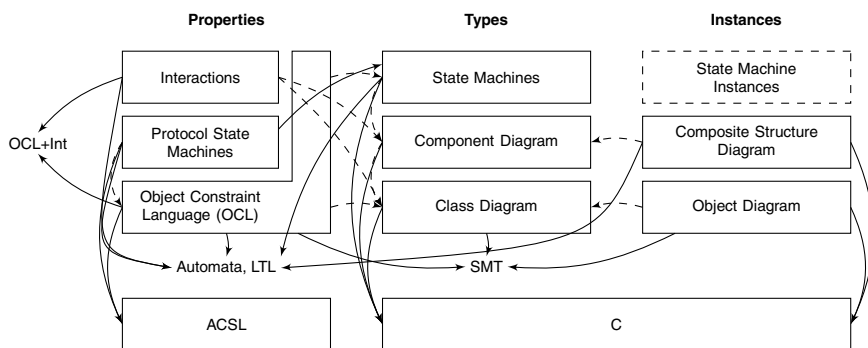 Properties Types Instances
Interactions State Machines State Machine
Instances
Protocol State
Machines
Component Diagram Composite Structure
Diagram
OCL+Int
Object Constraint
Language (OCL)
Class Diagram Object Diagram
Automata, LTL SMT
ACSL C